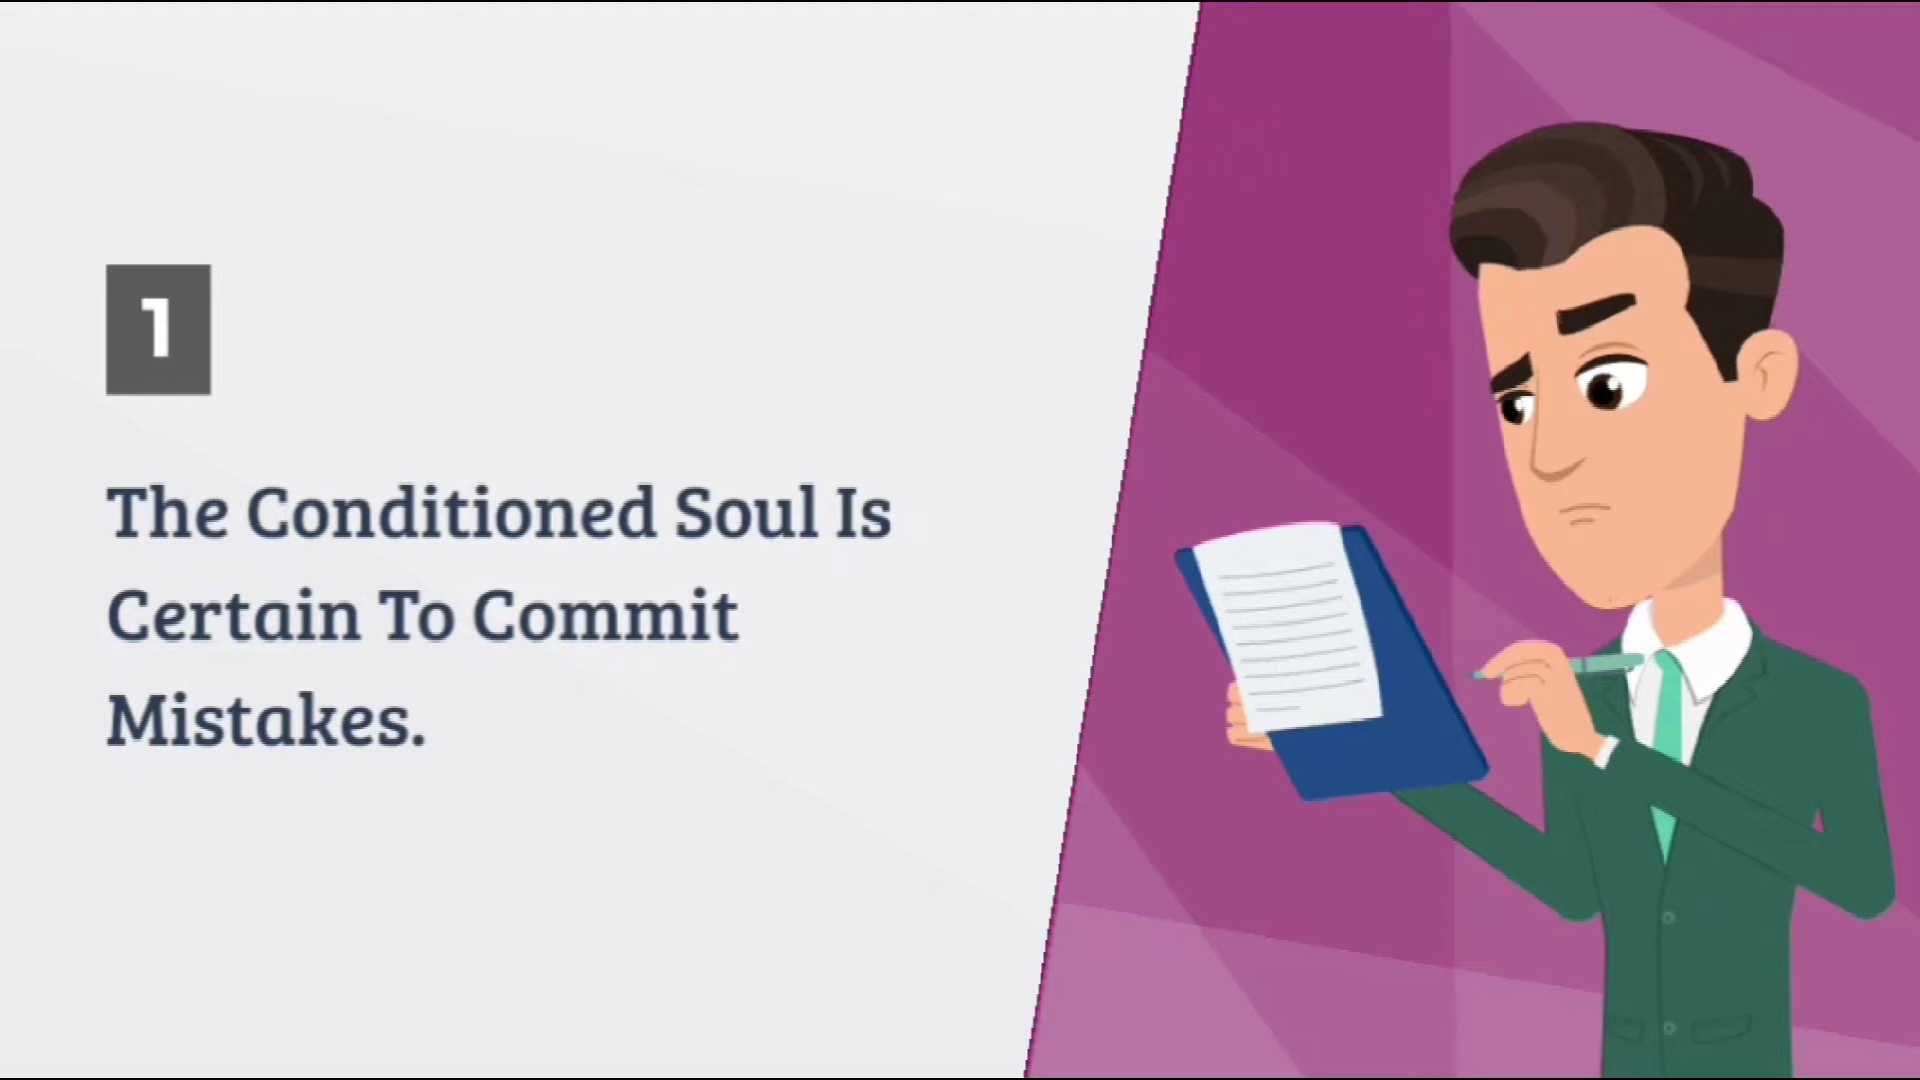 1
The Conditioned Soul Is
Certain To Commit
Mistakes.